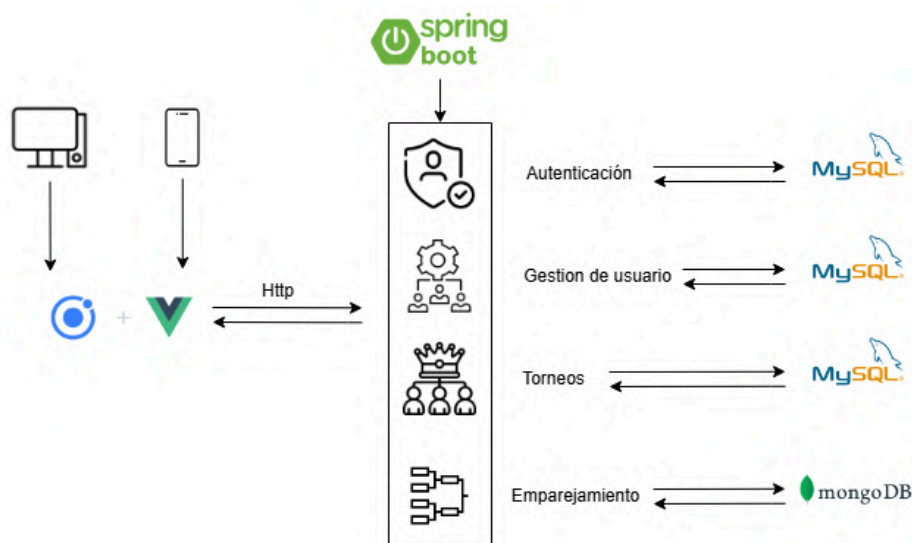 spring
boot
Autenticación
MySQL
Gestion de usuario
MySQL
Http
+
Torneos
MySQL
Emparejamiento
mongoDB